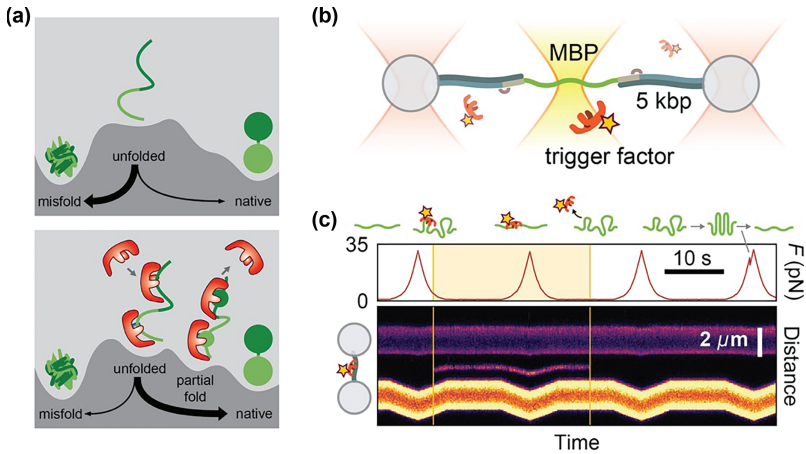 (a)
unfolded
misfold
native
unfolded
partial
fold
misfold
native
(b)
MBP
5 kbp
trigger factor
(c)
35
0
10 s
F (pN)
2 μm
Distance
Time